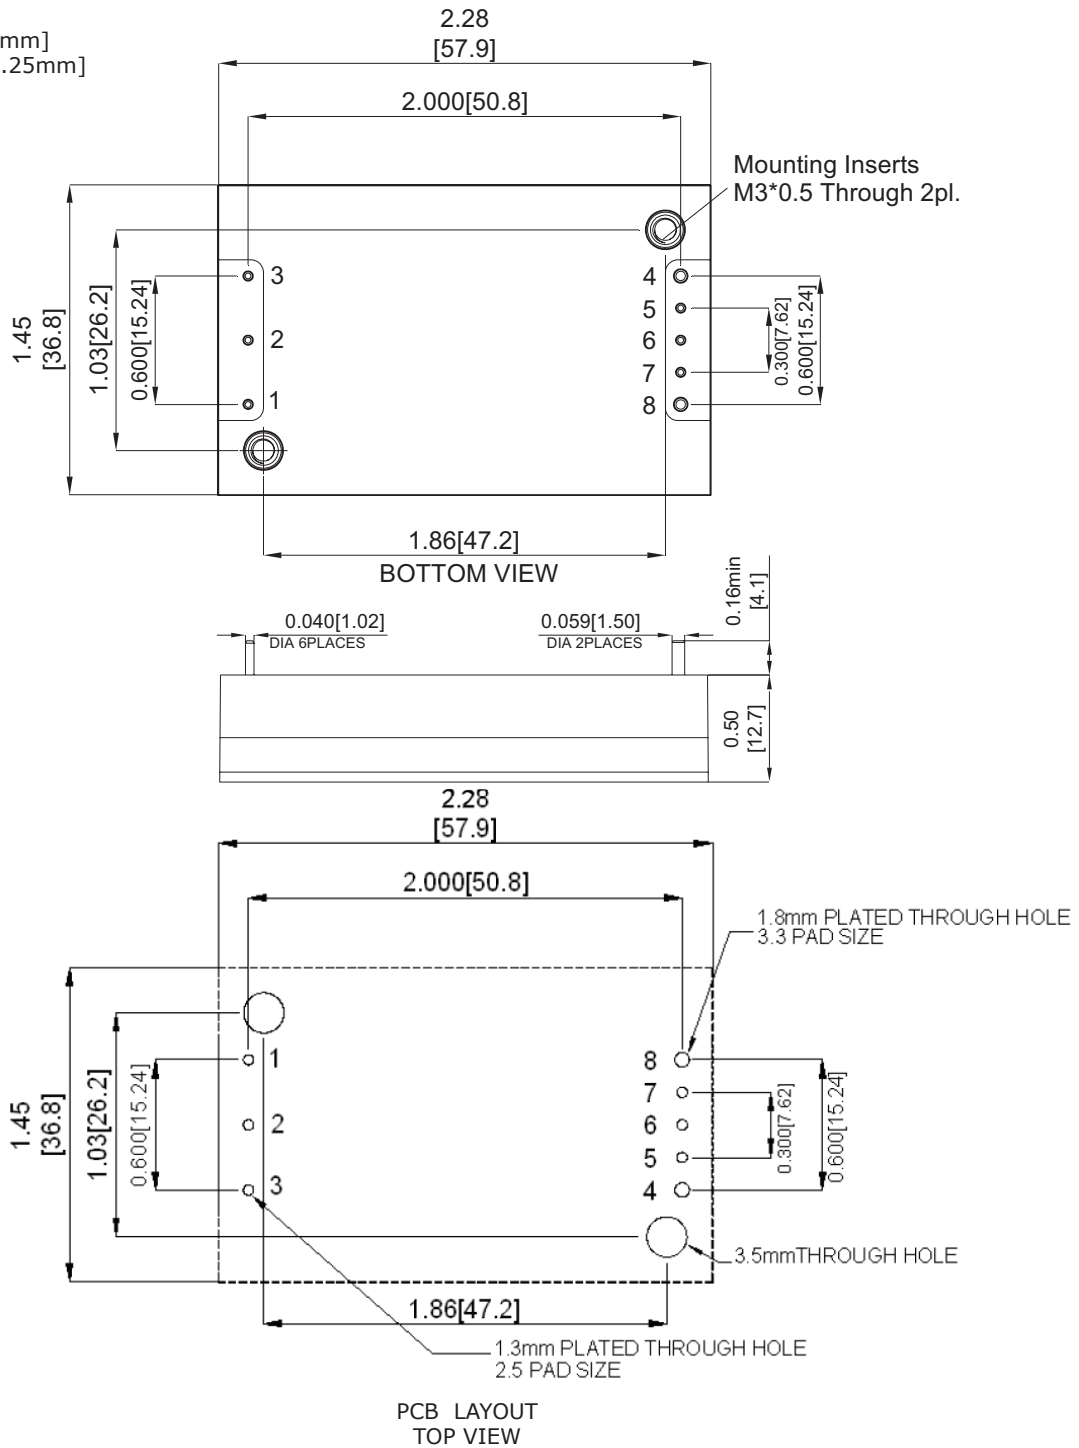 mm]
.25mm]
2.28
[57.9]
2.000[50.8]
Mounting Inserts
M3*0.5 Through 2pl.
1.45
[36.8]
1.03[26.2]
0.600[15.24]
3
2
1
4
5
6
7
8
0.300[7.62]
0.600[15.24]
1.86[47.2]
BOTTOM VIEW
0.040[1.02]
DIA 6PLACES
0.059[1.50]
DIA 2PLACES
0.16min
[4.1]
0.50
[12.7]
2.28
[57.9]
2.000[50.8]
1.8mm PLATED THROUGH HOLE
3.3 PAD SIZE
1.45
[36.8]
1.03[26.2]
0.600[15.24]
1
2
3
8
7
6
5
4
0.300[7.62]
0.600[15.24]
3.5mmTHROUGH HOLE
1.86[47.2]
1.3mm PLATED THROUGH HOLE
2.5 PAD SIZE
PCB LAYOUT
TOP VIEW